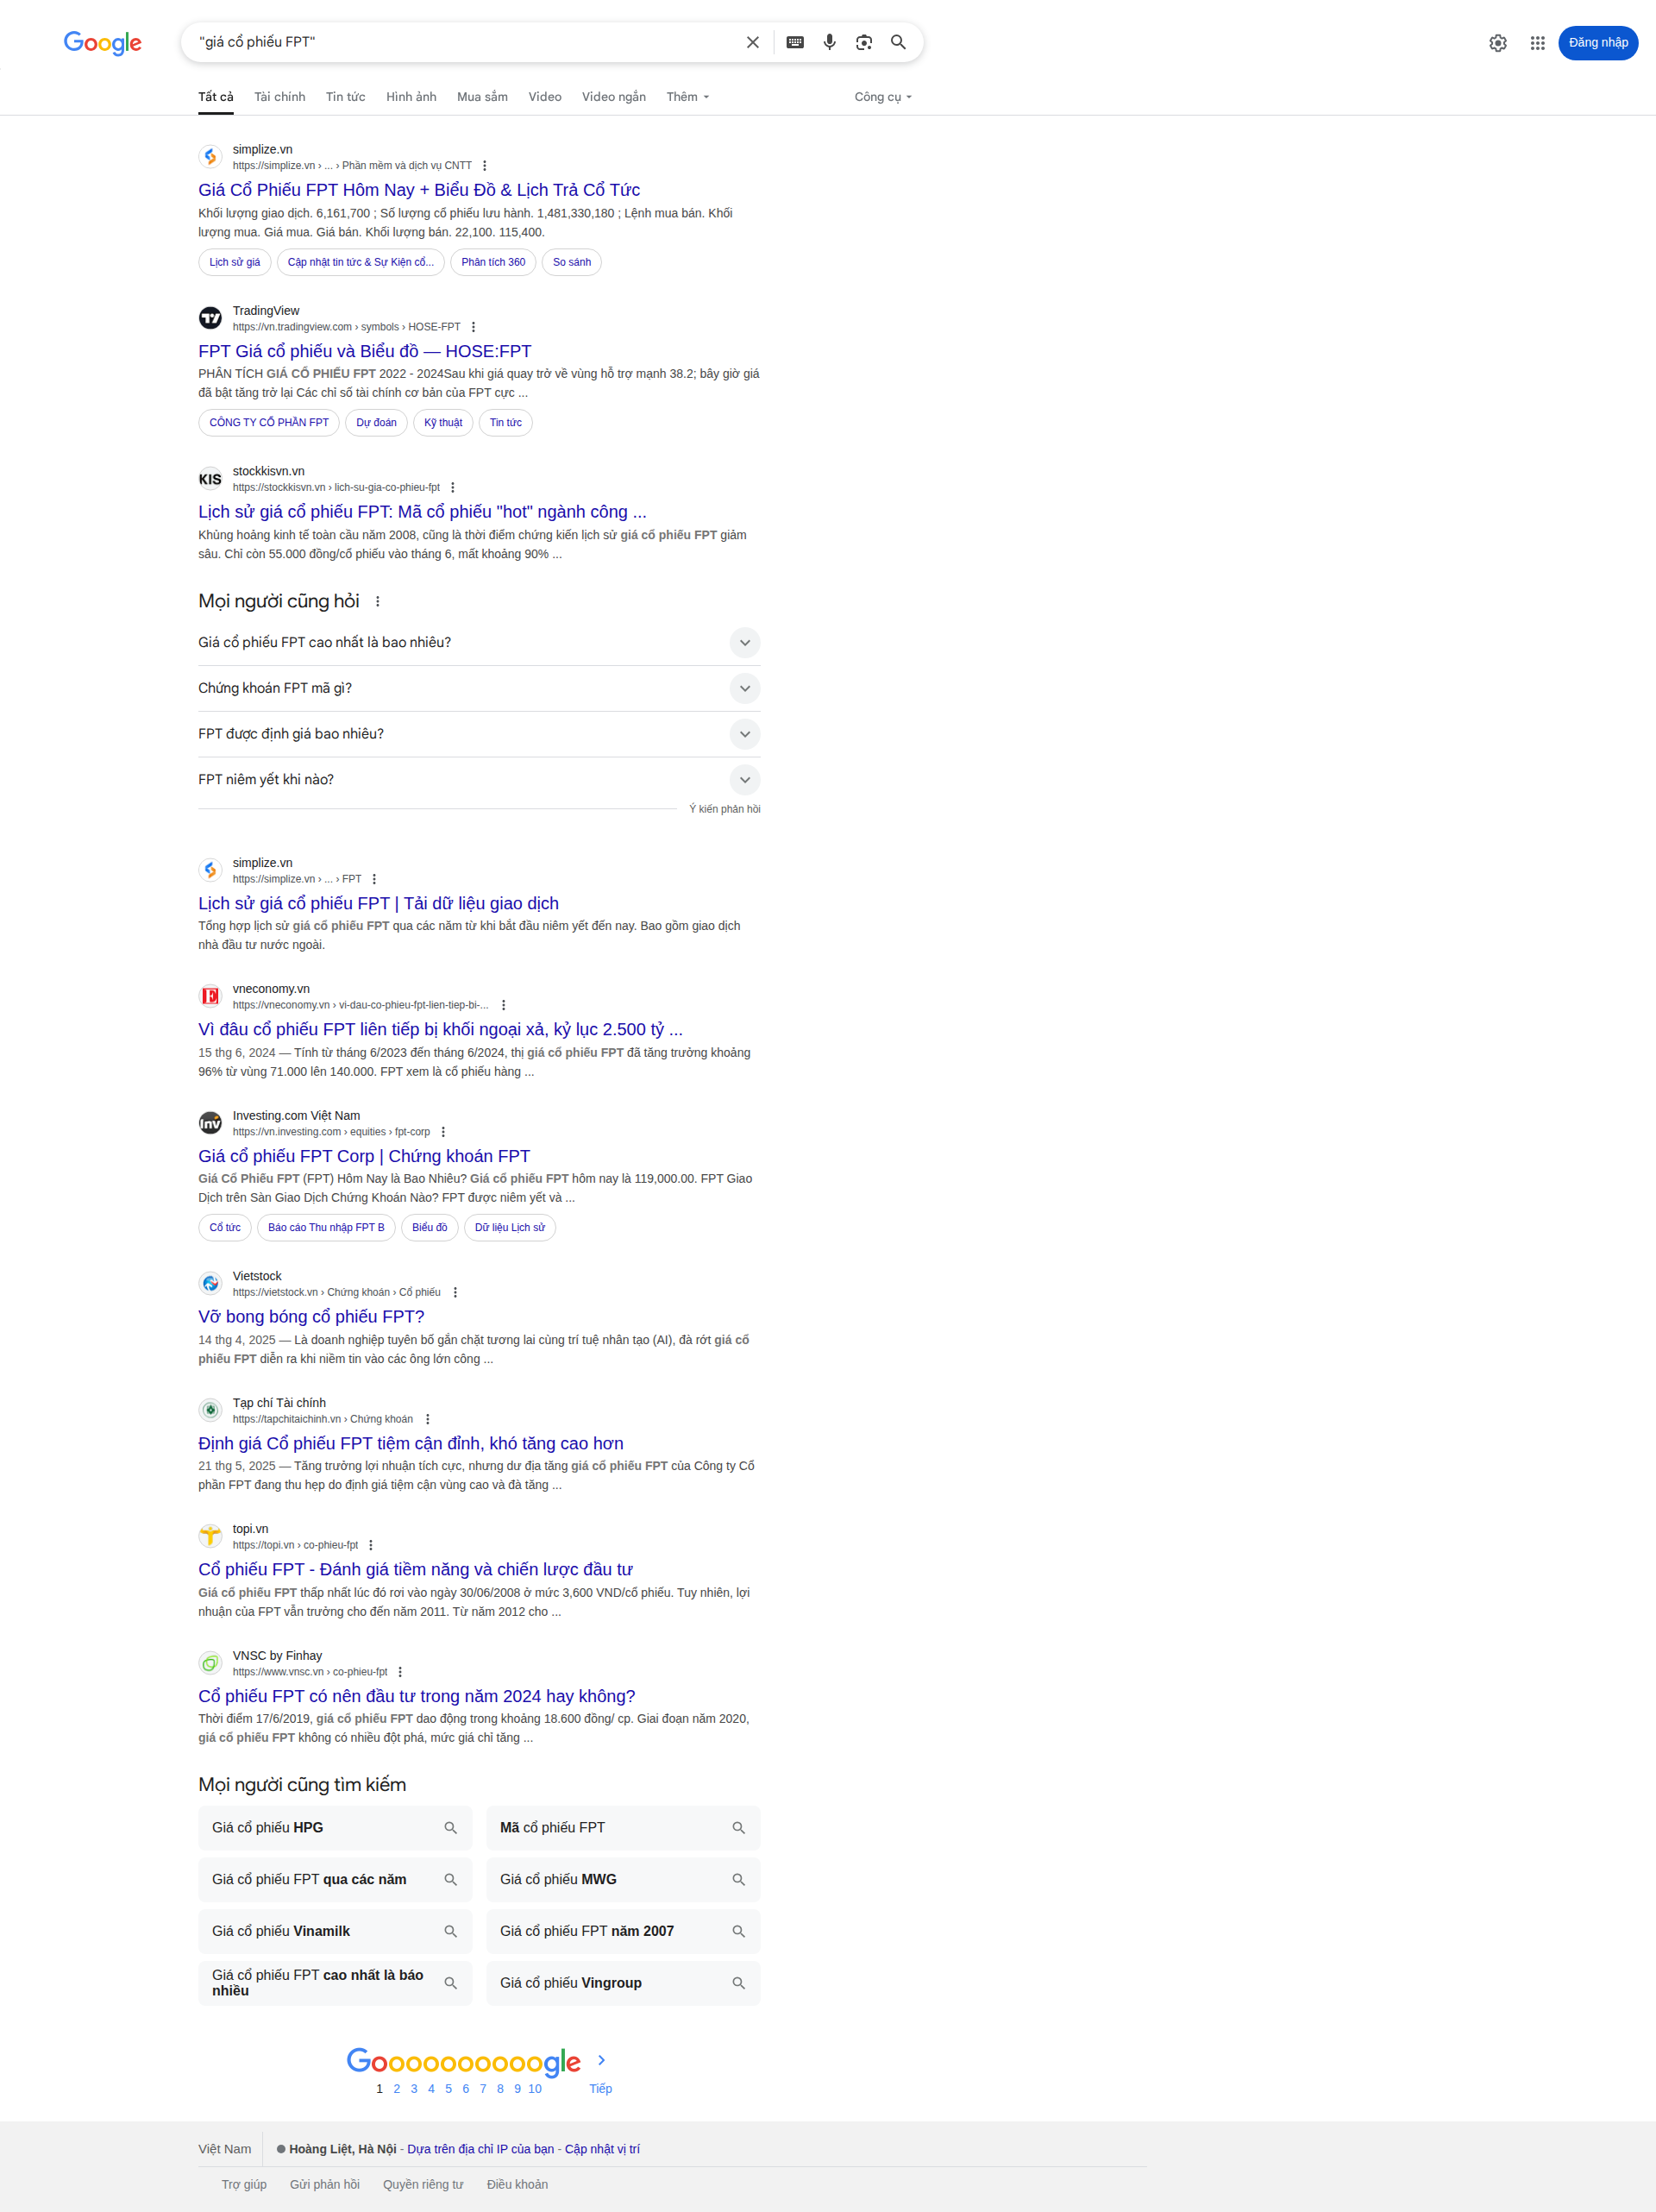 Google
"giá cổ phiếu FPT"
Đăng nhập
Tất cả Tài chính Tin tức Hình ảnh Mua sắm Video Video ngắn Thêm Công cụ
simplize.vn
https://simplize.vn › ... › Phần mềm và dịch vụ CNTT
Giá Cổ Phiếu FPT Hôm Nay + Biểu Đồ & Lịch Trả Cổ Tức
Khối lượng giao dịch. 6,161,700 ; Số lượng cổ phiếu lưu hành. 1,481,330,180 ; Lệnh mua bán. Khối
lượng mua. Giá mua. Giá bán. Khối lượng bán. 22,100. 115,400.
Lịch sử giá Cập nhật tin tức & Sự Kiện cổ... Phân tích 360 So sánh
TradingView
https://vn.tradingview.com › symbols › HOSE-FPT
FPT Giá cổ phiếu và Biểu đồ — HOSE:FPT
PHÂN TÍCH GIÁ CỔ PHIẾU FPT 2022 - 2024Sau khi giá quay trở về vùng hỗ trợ mạnh 38.2; bây giờ giá
đã bật tăng trở lại Các chỉ số tài chính cơ bản của FPT cực ...
CÔNG TY CỔ PHẦN FPT Dự đoán Kỹ thuật Tin tức
KIS
stockkisvn.vn
https://stockkisvn.vn › lich-su-gia-co-phieu-fpt
Lịch sử giá cổ phiếu FPT: Mã cổ phiếu "hot" ngành công ...
Khủng hoảng kinh tế toàn cầu năm 2008, cũng là thời điểm chứng kiến lịch sử giá cổ phiếu FPT giảm
sâu. Chỉ còn 55.000 đồng/cổ phiếu vào tháng 6, mất khoảng 90% ...
Mọi người cũng hỏi
Giá cổ phiếu FPT cao nhất là bao nhiêu?
Chứng khoán FPT mã gì?
FPT được định giá bao nhiêu?
FPT niêm yết khi nào?
Ý kiến phản hồi
simplize.vn
https://simplize.vn › ... › FPT
Lịch sử giá cổ phiếu FPT | Tải dữ liệu giao dịch
Tổng hợp lịch sử giá cổ phiếu FPT qua các năm từ khi bắt đầu niêm yết đến nay. Bao gồm giao dịch
nhà đầu tư nước ngoài.
E
vneconomy.vn
https://vneconomy.vn › vi-dau-co-phieu-fpt-lien-tiep-bi-...
Vì đâu cổ phiếu FPT liên tiếp bị khối ngoại xả, kỷ lục 2.500 tỷ ...
15 thg 6, 2024 — Tính từ tháng 6/2023 đến tháng 6/2024, thị giá cổ phiếu FPT đã tăng trưởng khoảng
96% từ vùng 71.000 lên 140.000. FPT xem là cổ phiếu hàng ...
Inv
Investing.com Việt Nam
https://vn.investing.com › equities › fpt-corp
Giá cổ phiếu FPT Corp | Chứng khoán FPT
Giá Cổ Phiếu FPT (FPT) Hôm Nay là Bao Nhiêu? Giá cổ phiếu FPT hôm nay là 119,000.00. FPT Giao
Dịch trên Sàn Giao Dịch Chứng Khoán Nào? FPT được niêm yết và ...
Cổ tức Báo cáo Thu nhập FPT B Biểu đồ Dữ liệu Lịch sử
Vietstock
https://vietstock.vn › Chứng khoán › Cổ phiếu
Vỡ bong bóng cổ phiếu FPT?
14 thg 4, 2025 — Là doanh nghiệp tuyên bố gắn chặt tương lai cùng trí tuệ nhân tạo (AI), đà rớt giá cổ
phiếu FPT diễn ra khi niềm tin vào các ông lớn công ...
Tạp chí Tài chính
https://tapchitaichinh.vn › Chứng khoán
Định giá Cổ phiếu FPT tiệm cận đỉnh, khó tăng cao hơn
21 thg 5, 2025 — Tăng trưởng lợi nhuận tích cực, nhưng dư địa tăng giá cổ phiếu FPT của Công ty Cổ
phần FPT đang thu hẹp do định giá tiệm cận vùng cao và đà tăng ...
topi.vn
https://topi.vn › co-phieu-fpt
Cổ phiếu FPT - Đánh giá tiềm năng và chiến lược đầu tư
Giá cổ phiếu FPT thấp nhất lúc đó rơi vào ngày 30/06/2008 ở mức 3,600 VND/cổ phiếu. Tuy nhiên, lợi
nhuận của FPT vẫn trưởng cho đến năm 2011. Từ năm 2012 cho ...
VNSC by Finhay
https://www.vnsc.vn › co-phieu-fpt
Cổ phiếu FPT có nên đầu tư trong năm 2024 hay không?
Thời điểm 17/6/2019, giá cổ phiếu FPT dao động trong khoảng 18.600 đồng/ cp. Giai đoạn năm 2020,
giá cổ phiếu FPT không có nhiều đột phá, mức giá chỉ tăng ...
Mọi người cũng tìm kiếm
Giá cổ phiếu HPG Mã cổ phiếu FPT
Giá cổ phiếu FPT qua các năm Giá cổ phiếu MWG
Giá cổ phiếu Vinamilk Giá cổ phiếu FPT năm 2007
Giá cổ phiếu FPT cao nhất là báo
nhiều
Giá cổ phiếu Vingroup
Goooooooooogle
1 2 3 4 5 6 7 8 9 10 Tiếp
Việt Nam Hoàng Liệt, Hà Nội - Dựa trên địa chỉ IP của bạn - Cập nhật vị trí
Trợ giúp Gửi phản hồi Quyền riêng tư Điều khoản